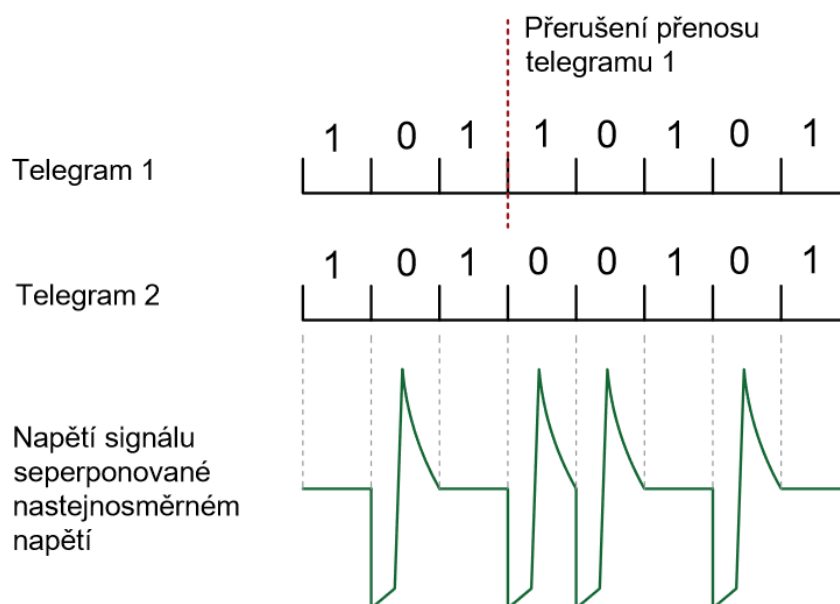 Přerušení přenosu
telegramu 1
1 0 1 1 0 1 0 1
Telegram 1
1 0 1 0 0 1 0 1
Telegram 2
Napětí signálu
seperponované
nastejnosměrném
napětí